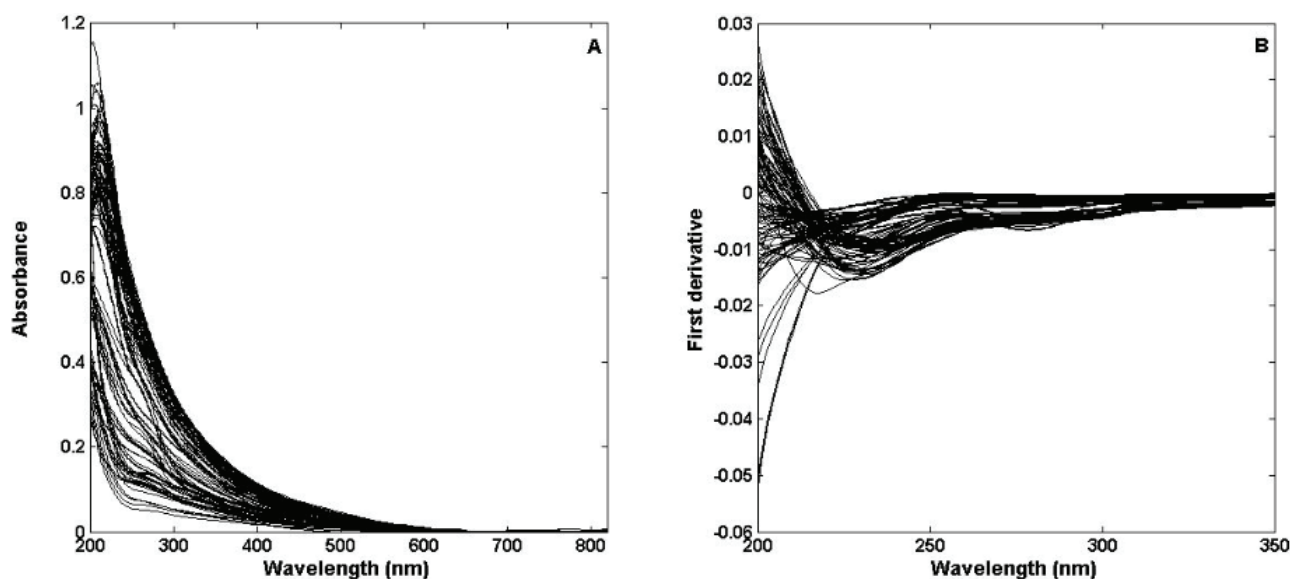 A
1.2
1
0.8
0.6
0.4
0.2
0
Absorbance
200 300 400 500 600 700 800
Wavelength (nm)
B
0.03
0.02
0.01
0
-0.01
-0.02
-0.03
-0.04
-0.05
-0.06
First derivative
200 250 300 350
Wavelength (nm)